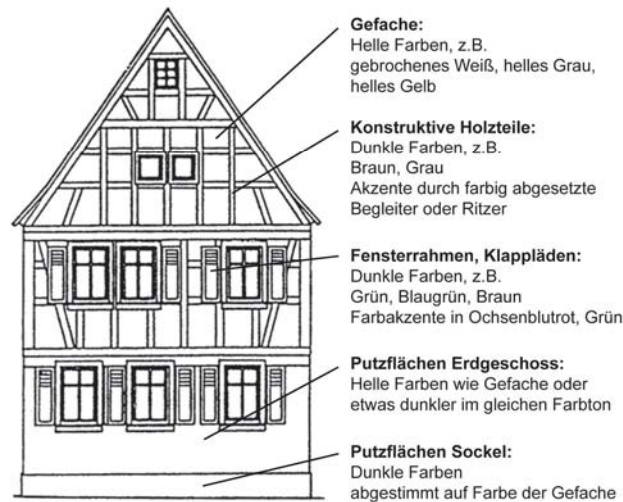 Gefache:
Helle Farben, z.B.
gebrochenes Weiß, helles Grau,
helles Gelb
Konstruktive Holzteile:
Dunkle Farben, z.B.
Braun, Grau
Akzente durch farbig abgesetzte
Begleiter oder Ritzer
Fensterrahmen, Klappläden:
Dunkle Farben, z.B.
Grün, Blaugrün, Braun
Farbakzente in Ochsenblutrot, Grün
Putzflächen Erdgeschoss:
Helle Farben wie Gefache oder
etwas dunkler im gleichen Farbton
Putzflächen Sockel:
Dunkle Farben
abgestimmt auf Farbe der Gefache